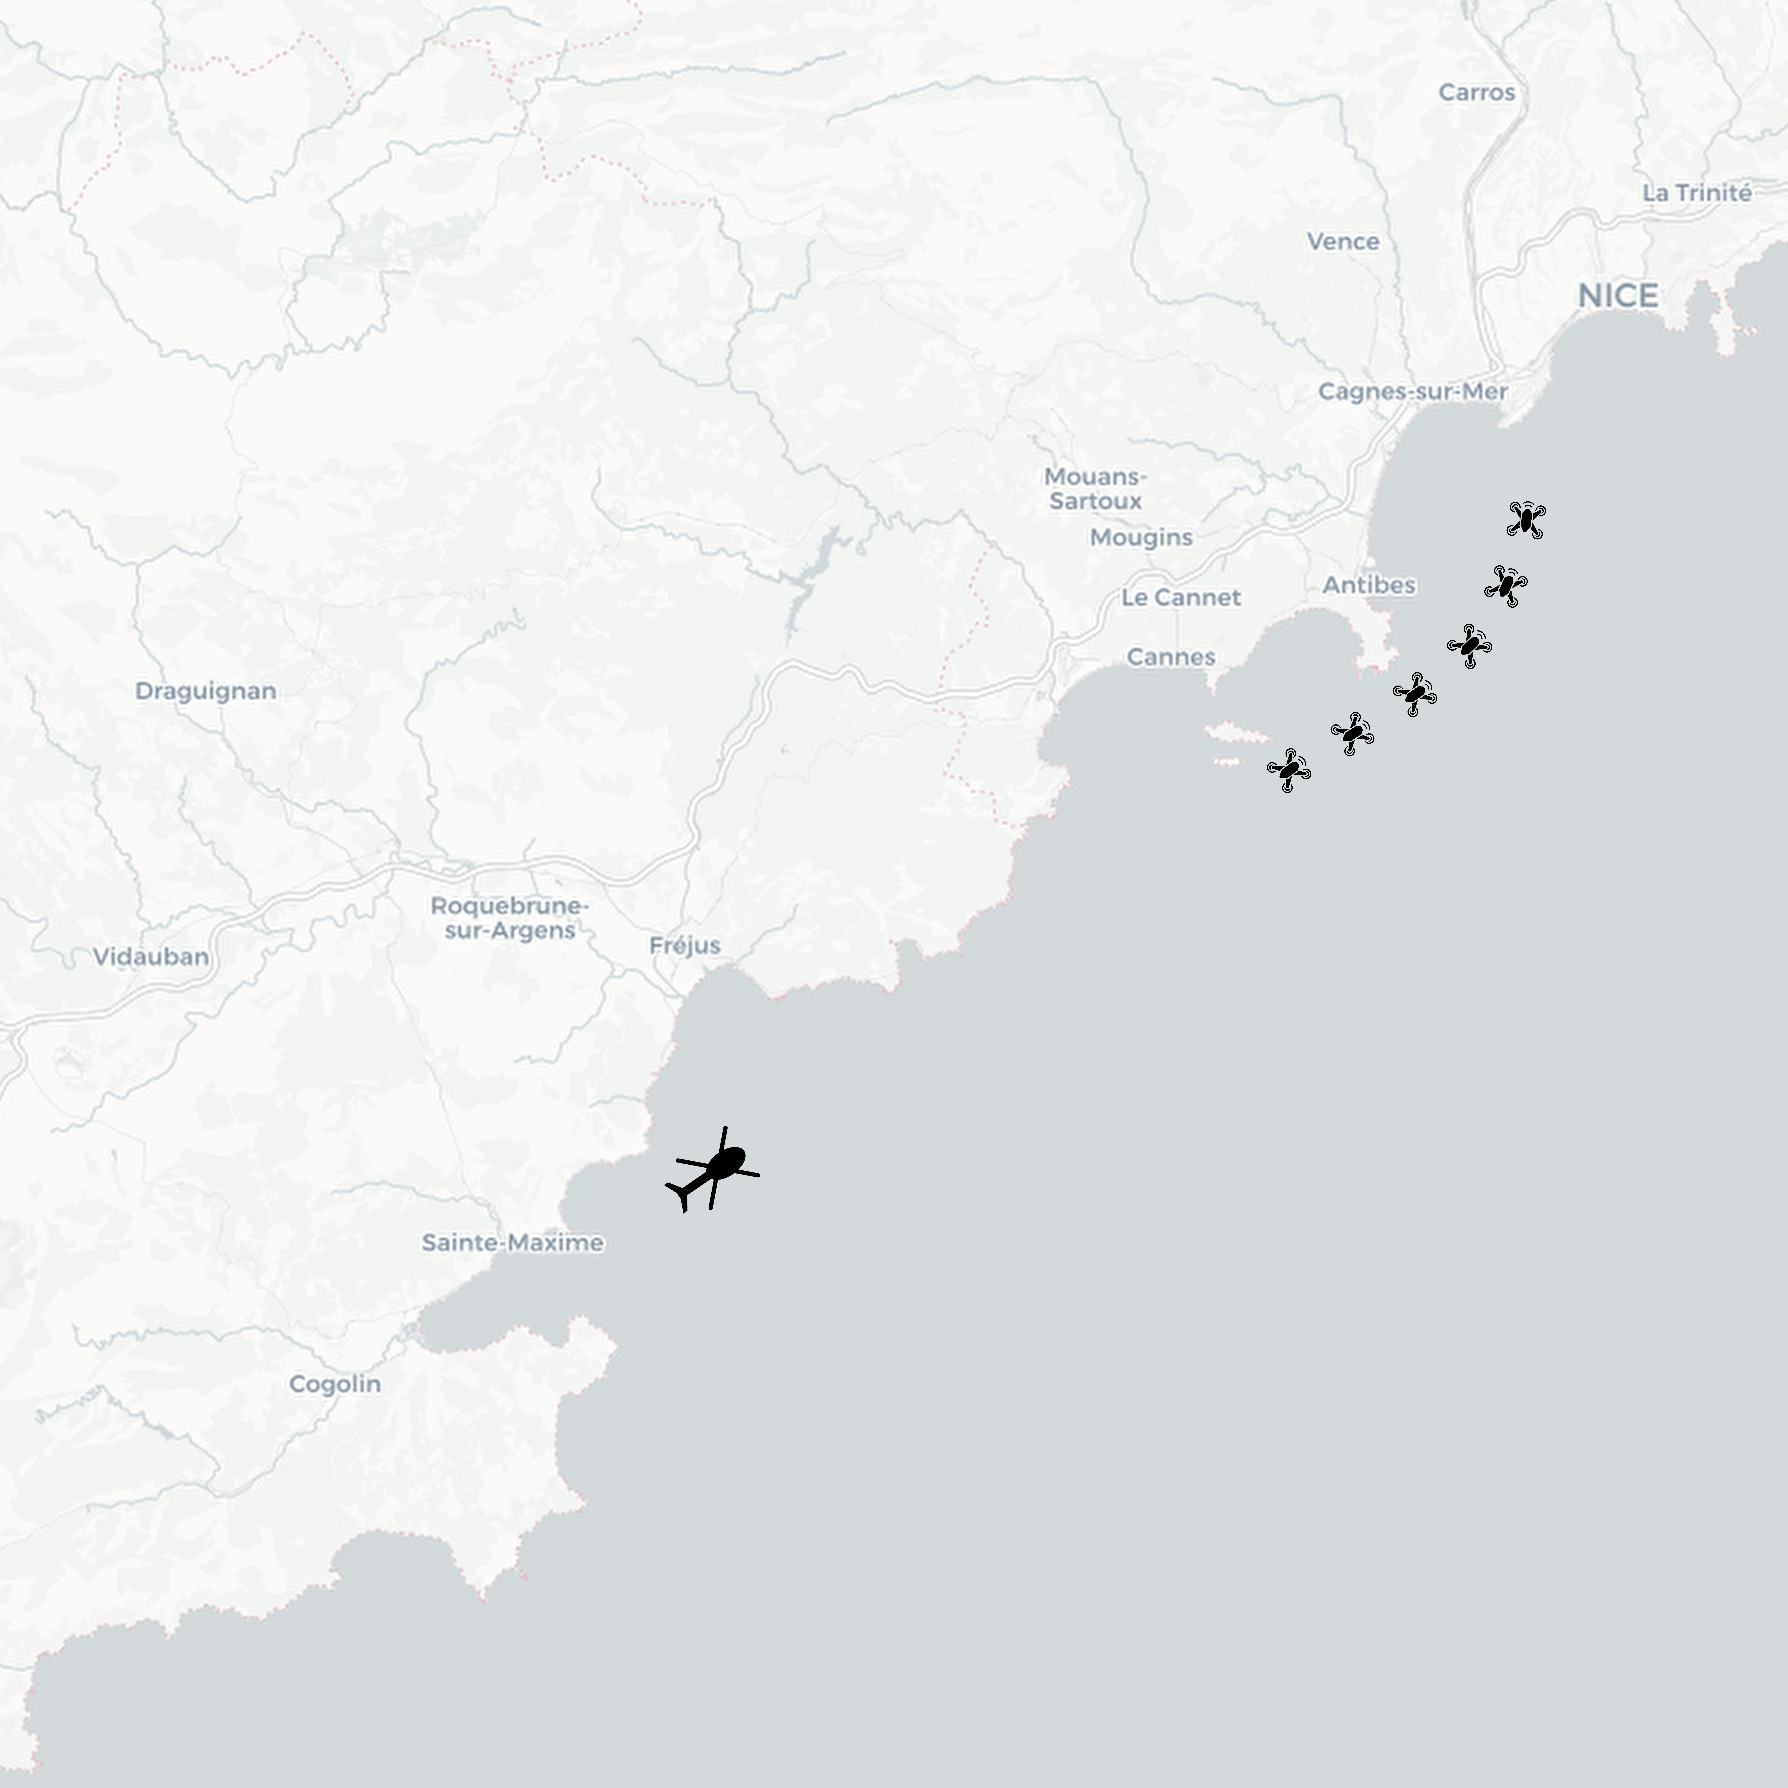 Carros
La Trinité
Vence
NICE
Cagnes-sur-Mer
Mouans-
Sartoux
Mougins
Antibes
Le Cannet
Cannes
Draguignan
Roquebrune-
sur-Argens
Fréjus
Vidauban
Sainte-Maxime
Cogolin